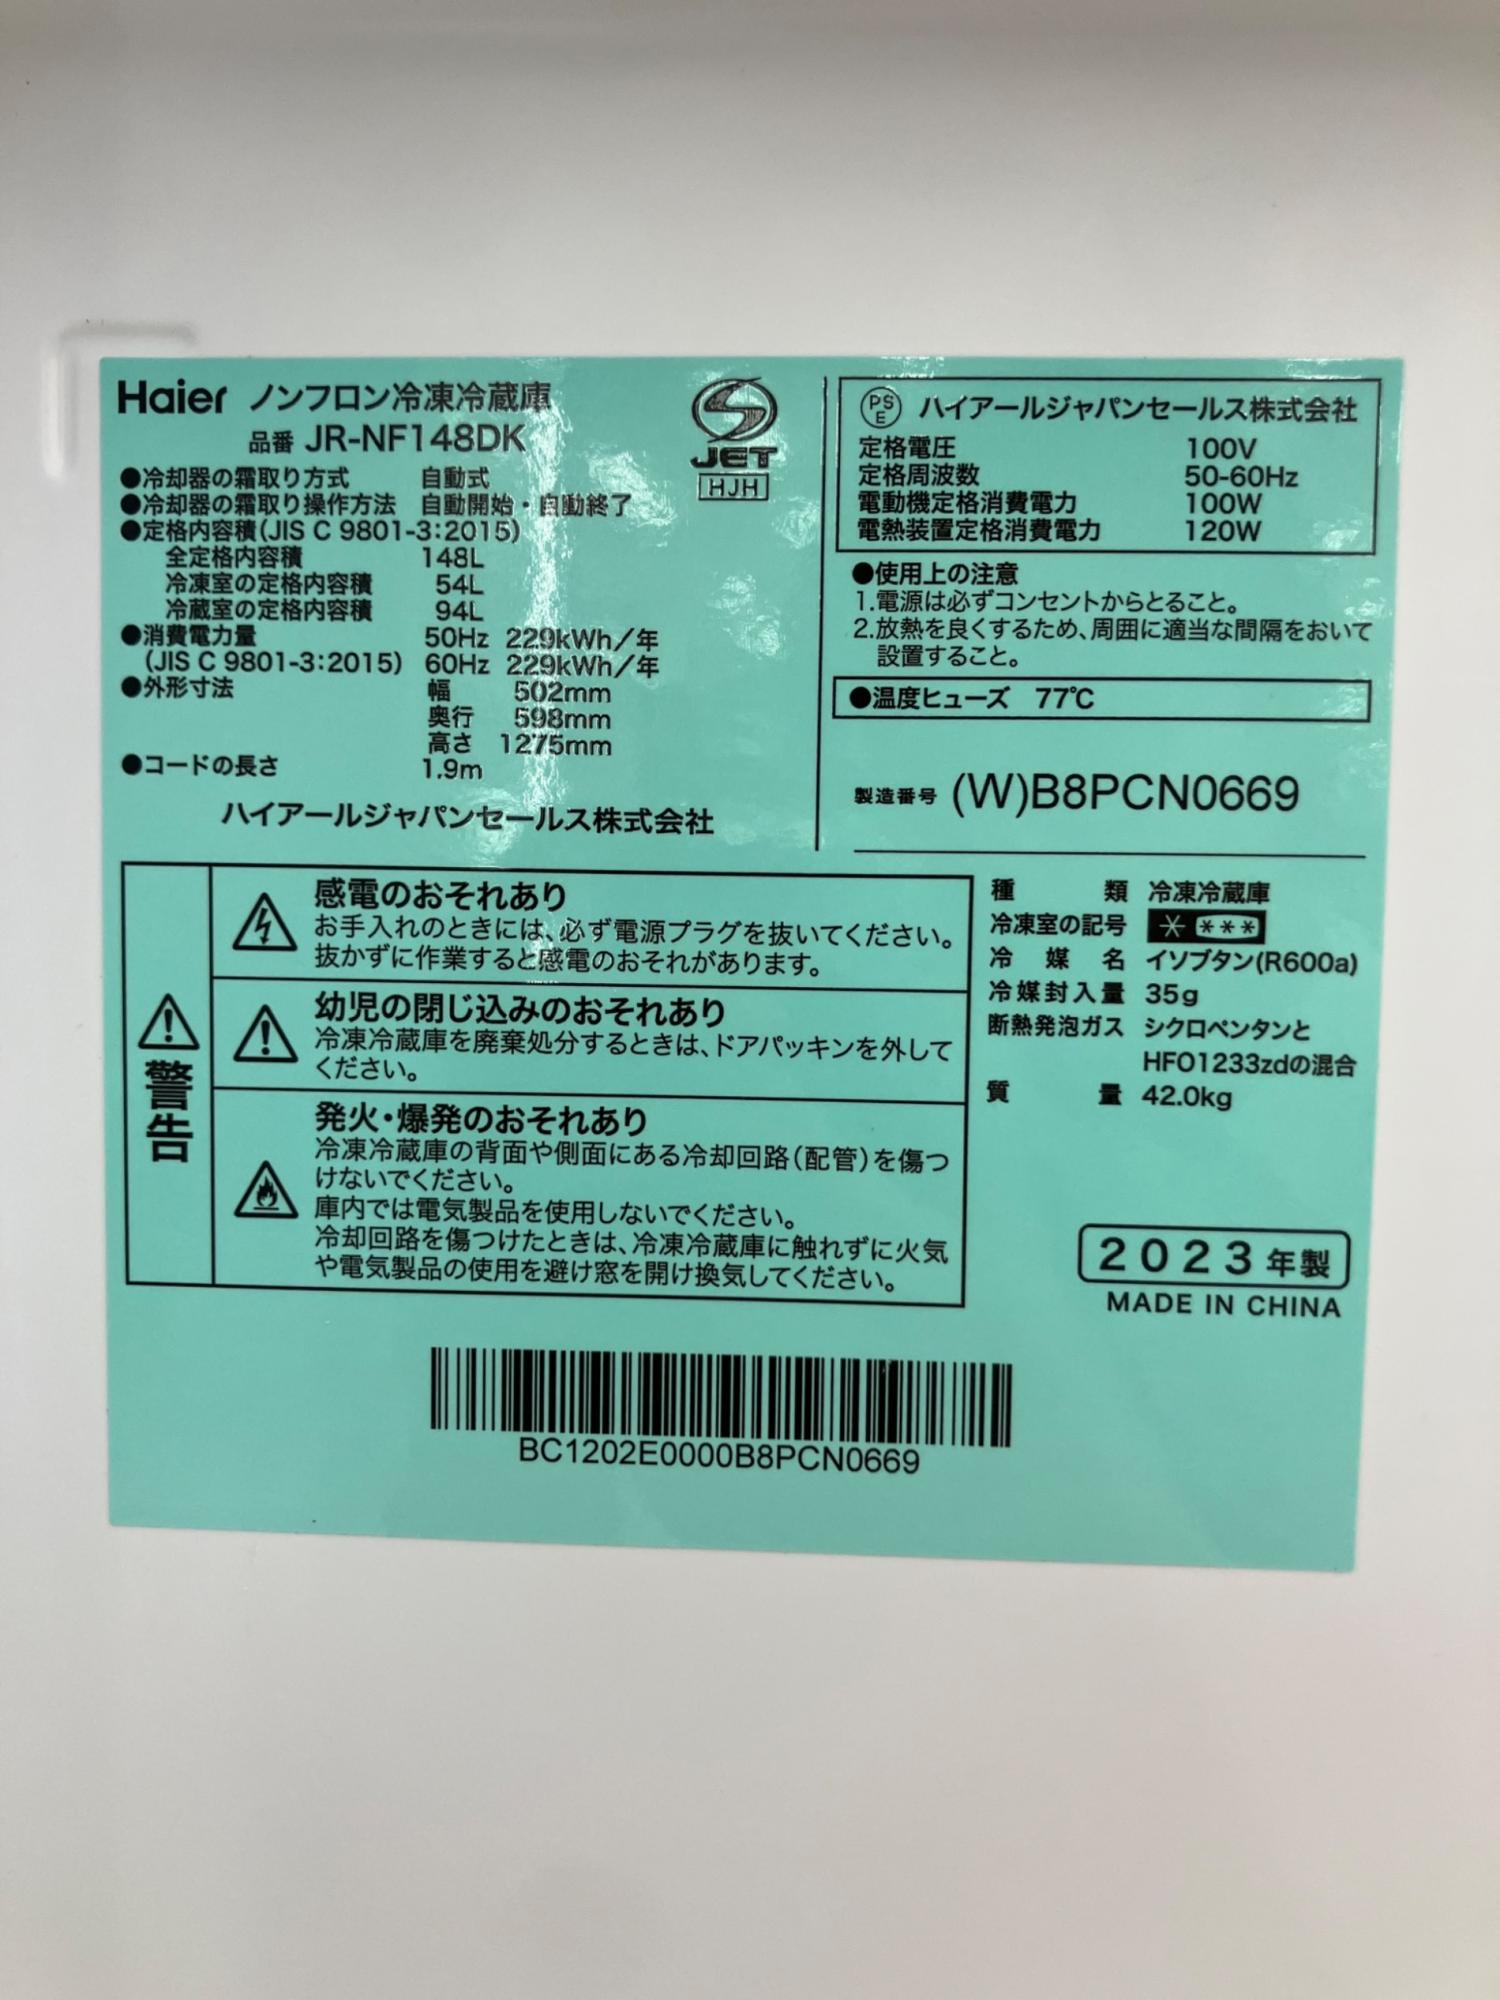 Haier ノンフロン冷凍冷蔵庫
品番 JR-NF148DK
●冷却器の霜取り方式 自動式
●冷却器の霜取り操作方法 自動開始・自動終了
●定格内容積(JIS C 9801-3:2015)
全定格内容積 148L
冷凍室の定格内容積 54L
冷蔵室の定格内容積 94L
●消費電力量 50Hz 229kWh/年
(JIS C 9801-3:2015) 60Hz 229kWh/年
●外形寸法 幅 502mm
奥行 598mm
高さ 1275mm
●コードの長さ 1.9m
ハイアールジャパンセールス株式会社
JET
HJH
PSE ハイアールジャパンセールス株式会社
定格電圧 100V
定格周波数 50-60Hz
電動機定格消費電力 100W
電熱装置定格消費電力 120W
●使用上の注意
1.電源は必ずコンセントからとること。
2.放熱を良くするため、周囲に適当な間隔をおいて
設置すること。
●温度ヒューズ 77℃
製造番号 (W)B8PCN0669
警告
感電のおそれあり
お手入れのときには、必ず電源プラグを抜いてください。
抜かずに作業すると感電のおそれがあります。
幼児の閉じ込みのおそれあり
冷凍冷蔵庫を廃棄処分するときは、ドアパッキンを外して
ください。
発火・爆発のおそれあり
冷凍冷蔵庫の背面や側面にある冷却回路(配管)を傷つ
けないでください。
庫内では電気製品を使用しないでください。
冷却回路を傷つけたときは、冷凍冷蔵庫に触れずに火気
や電気製品の使用を避け窓を開け換気してください。
種類 冷凍冷蔵庫
冷凍室の記号 * ***
冷媒名 イソブタン(R600a)
冷媒封入量 35g
断熱発泡ガス シクロペンタンと
HFO1233zdの混合
質量 42.0kg
2023年製
MADE IN CHINA
BC1202E0000B8PCN0669